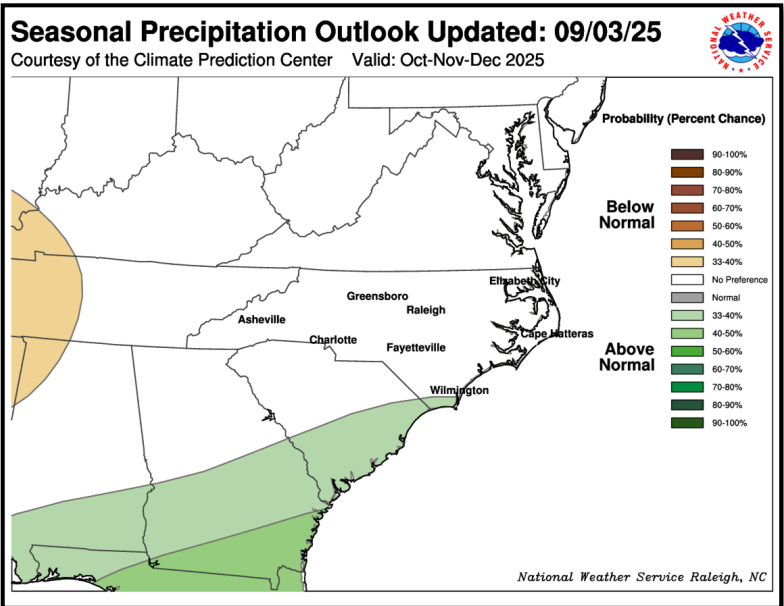 Seasonal Precipitation Outlook Updated: 09/03/25
Courtesy of the Climate Prediction Center Valid: Oct-Nov-Dec 2025
NATIONAL WEATHER SERVICE
Probability (Percent Chance)
Below
Normal
90-100%
80-90%
70-80%
60-70%
50-60%
40-50%
33-40%
No Preference
Normal
Above
Normal
33-40%
40-50%
50-60%
60-70%
70-80%
80-90%
90-100%
Elizabeth City
Greensboro
Raleigh
Asheville
Charlotte
Fayetteville
Cape Hatteras
Wilmington
National Weather Service Raleigh, NC